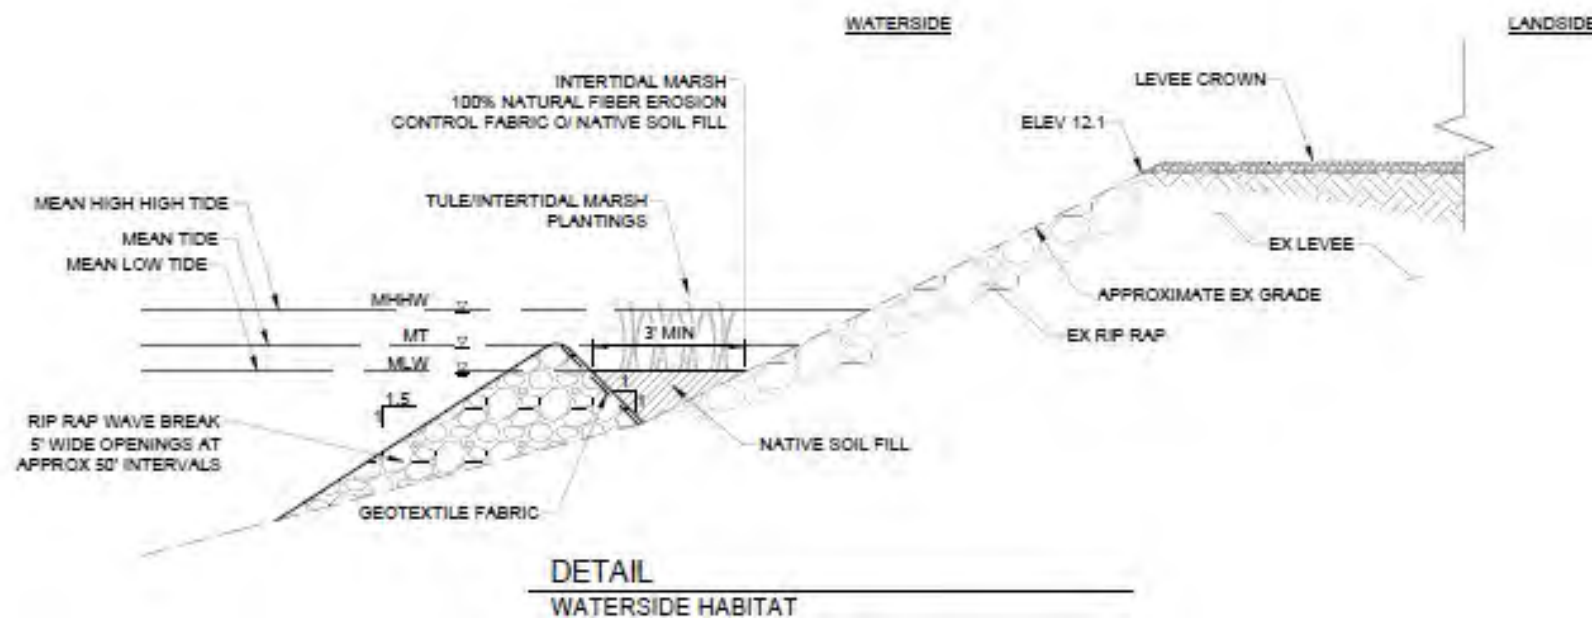 WATERSIDE
LANDSIDE
INTERTIDAL MARSH
100% NATURAL FIBER EROSION
CONTROL FABRIC O/ NATIVE SOIL FILL
LEVEE CROWN
ELEV 12.1
MEAN HIGH HIGH TIDE
TULE/INTERTIDAL MARSH
PLANTINGS
MEAN TIDE
MEAN LOW TIDE
EX LEVEE
APPROXIMATE EX GRADE
EX RIP RAP
MHHW
MT
3' MIN
MLW
1.5
1
1
1
RIP RAP WAVE BREAK
5' WIDE OPENINGS AT
APPROX 50' INTERVALS
NATIVE SOIL FILL
GEOTEXTILE FABRIC
DETAIL
WATERSIDE HABITAT